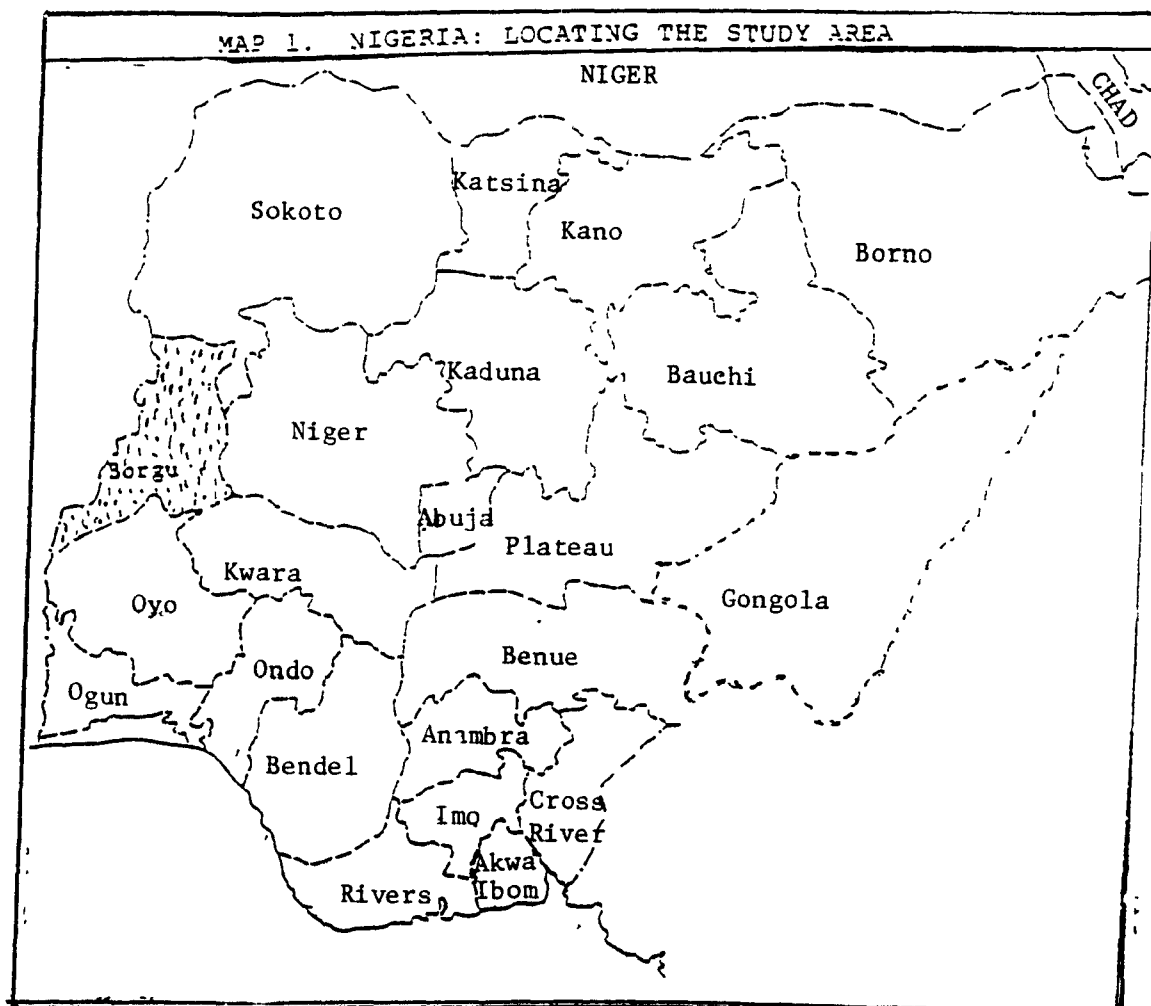 MAP 1. NIGERIA: LOCATING THE STUDY AREA
NIGER
CHAD
Katsina
Sokoto
Kano
Borno
Kaduna
Bauchi
Niger
Borgu
Abuja
Plateau
Kwara
Oyo
Gongola
Ondo
Benue
Ogun
Anambra
Bendel
Imo
Cross
River
Akwa
Ibom
Rivers